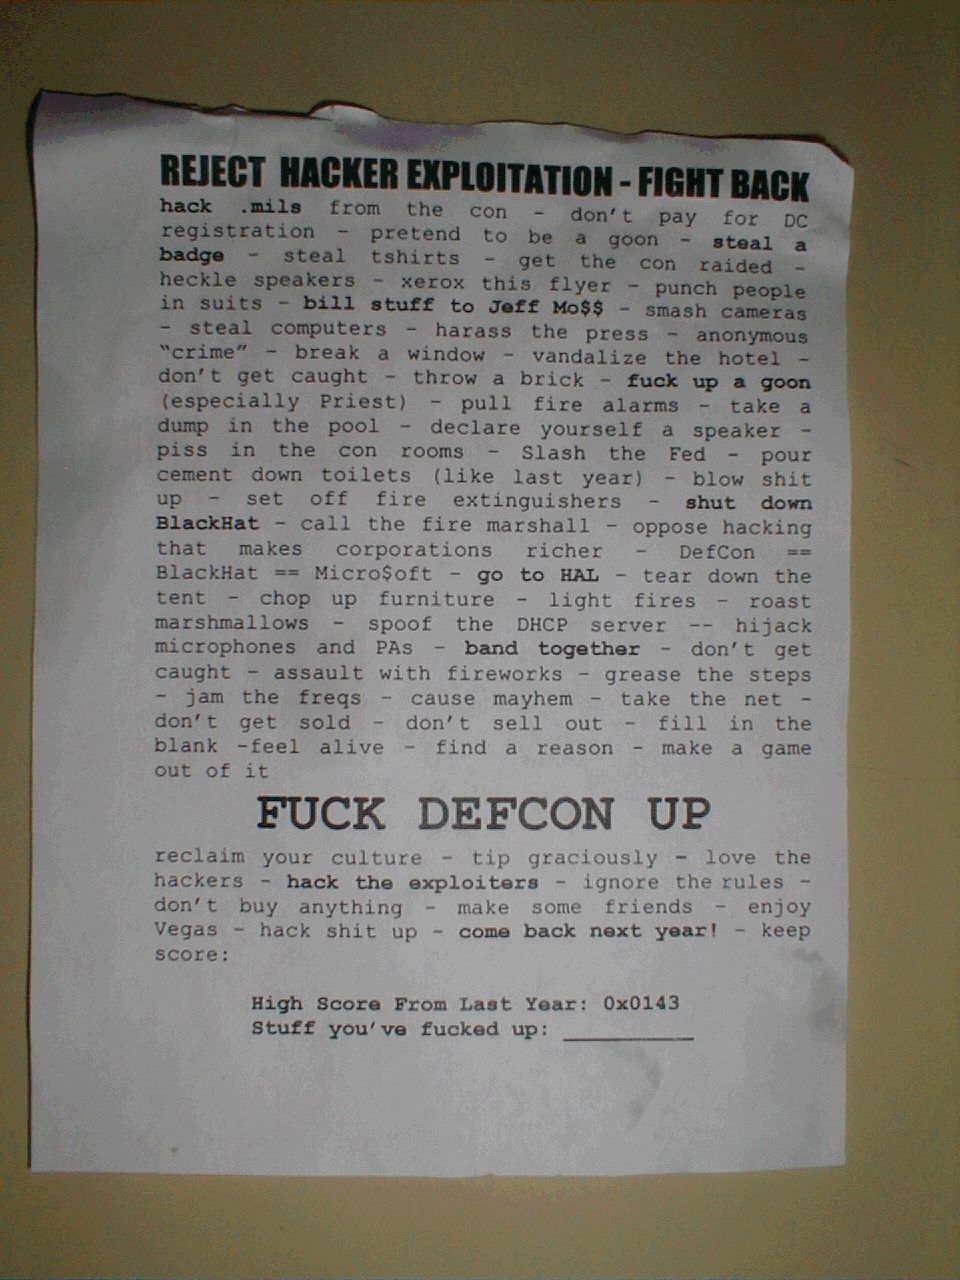 REJECT HACKER EXPLOITATION - FIGHT BACK
hack .mils from the con - don't pay for DC
registration - pretend to be a goon - steal a
badge - steal tshirts - get the con raided -
heckle speakers - xerox this flyer - punch people
in suits - bill stuff to Jeff Mo$$ - smash cameras
- steal computers - harass the press - anonymous
"crime" - break a window - vandalize the hotel -
don't get caught - throw a brick - fuck up a goon
(especially Priest) - pull fire alarms - take a
dump in the pool - declare yourself a speaker -
piss in the con rooms - Slash the Fed - pour
cement down toilets (like last year) - blow shit
up - set off fire extinguishers - shut down
BlackHat - call the fire marshall - oppose hacking
that makes corporations richer - DefCon ==
BlackHat == Micro$oft - go to HAL - tear down the
tent - chop up furniture - light fires - roast
marshmallows - spoof the DHCP server -- hijack
microphones and PAs - band together - don't get
caught - assault with fireworks - grease the steps
- jam the freqs - cause mayhem - take the net -
don't get sold - don't sell out - fill in the
blank -feel alive - find a reason - make a game
out of it
FUCK DEFCON UP
reclaim your culture - tip graciously - love the
hackers - hack the exploiters - ignore the rules -
don't buy anything - make some friends - enjoy
Vegas - hack shit up - come back next year! - keep
score:
High Score From Last Year: 0x0143
Stuff you've fucked up: __________